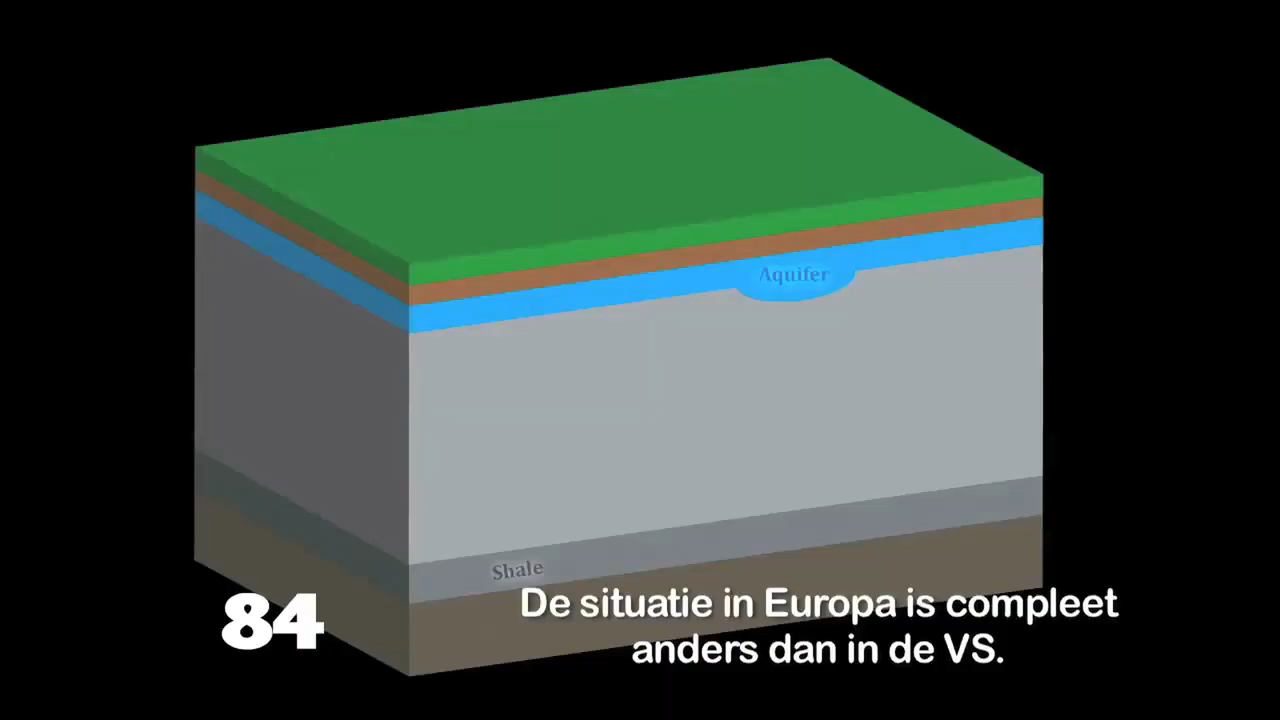 Aquifer
Shale
84
De situatie in Europa is compleet
anders dan in de VS.